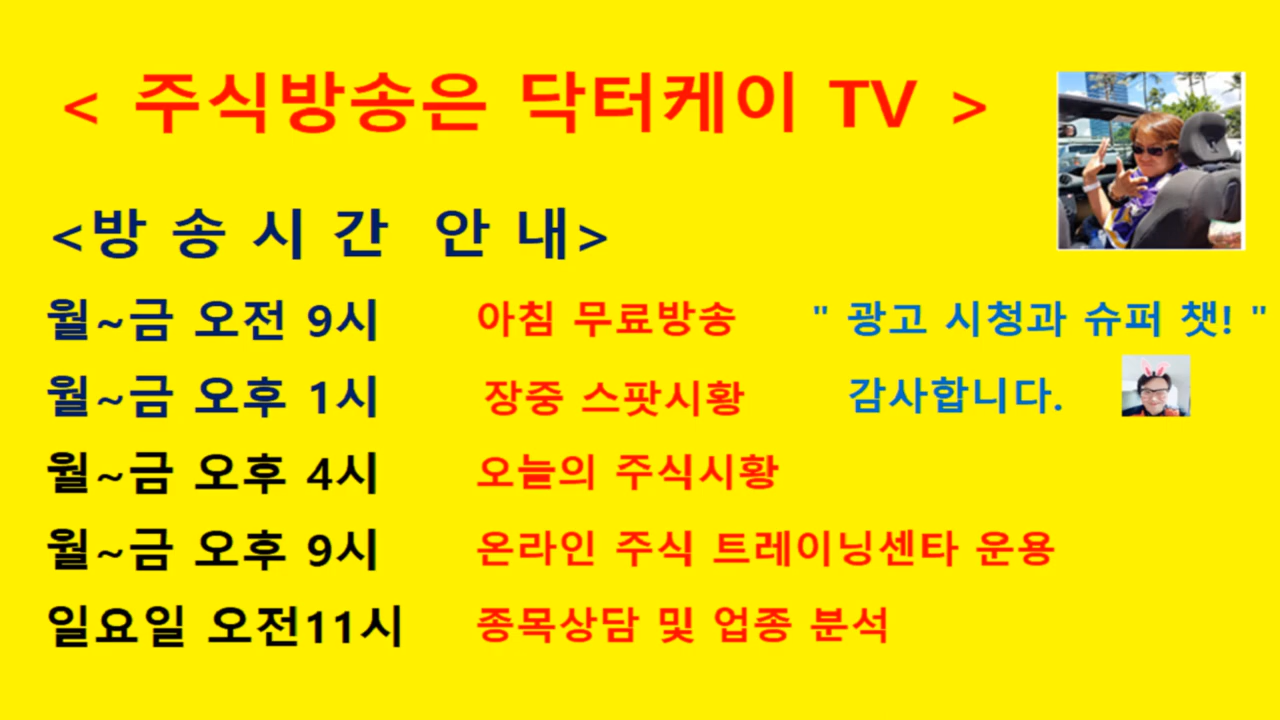 < 주식방송은 닥터케이 TV >
<방 송 시 간 안 내>
월~금 오전 9시 아침 무료방송 " 광고 시청과 슈퍼 챗! "
월~금 오후 1시 장중 스팟시황 감사합니다.
월~금 오후 4시 오늘의 주식시황
월~금 오후 9시 온라인 주식 트레이닝센타 운용
일요일 오전11시 종목상담 및 업종 분석